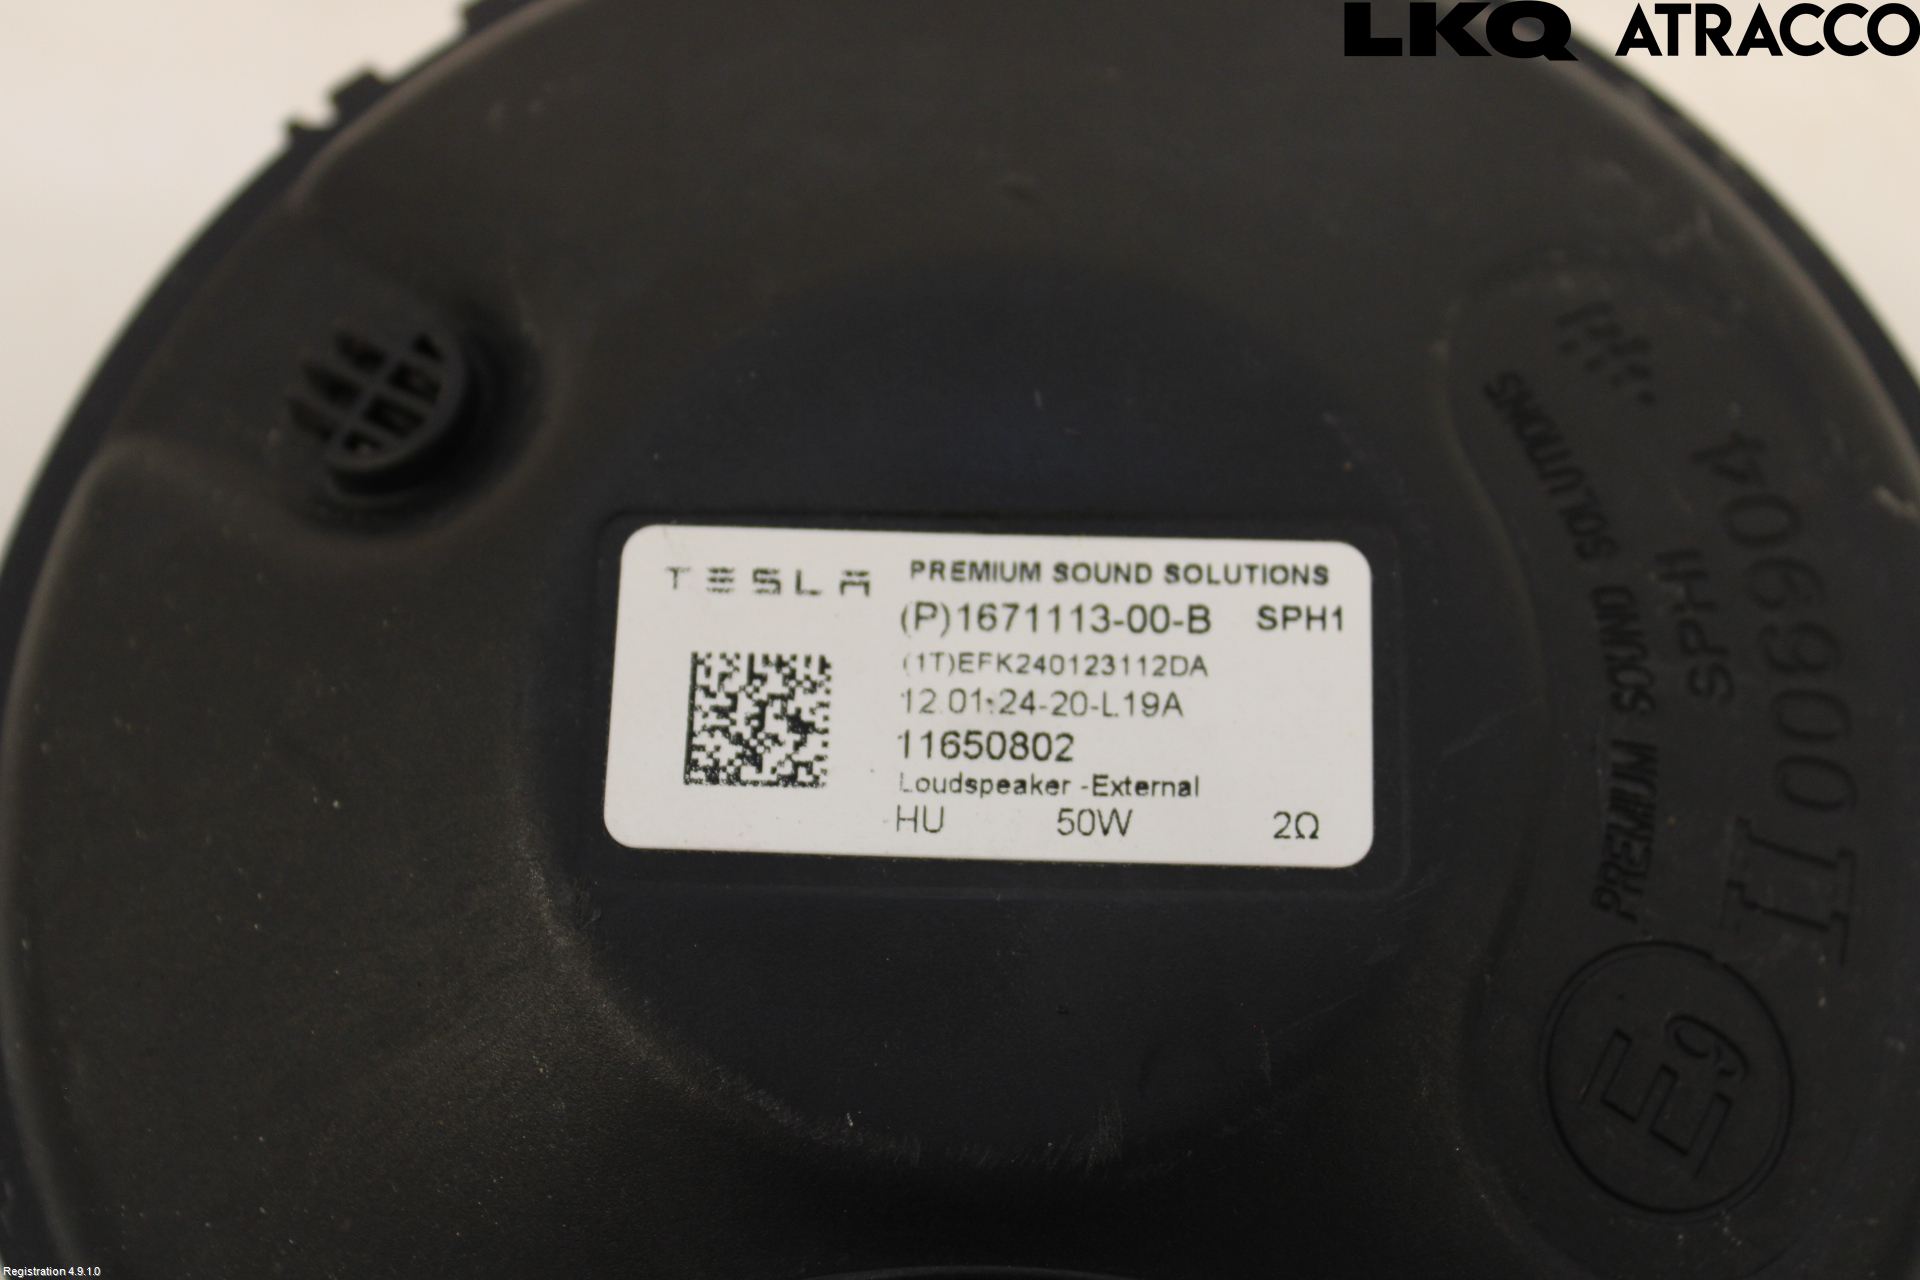 LKQ ATRACCO
TESLA
PREMIUM SOUND SOLUTIONS
(P)1671113-00-B SPH1
(1T)EFK240123112DA
12.01.24-20-L19A
11650802
Loudspeaker -External
HU 50W 2Ω
PREMIUM SOUND SOLUTIONS
SPH1
E9
Registration 4.9.1.0